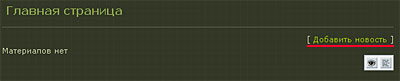 Главная страница
[ Добавить новость ]
Материалов нет